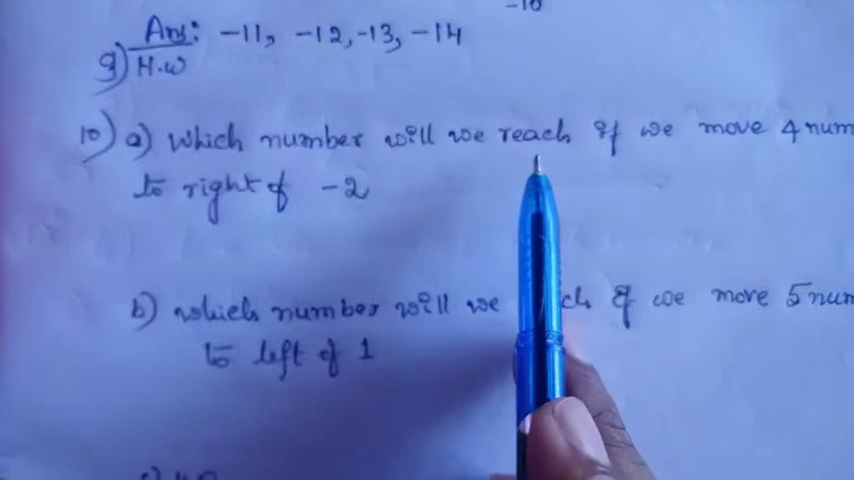 -10
Ans: -11, -12, -13, -14
9) H.W
10) a) Which number will we reach if we move 4 num
to right of -2
b) which number will we ch if we move 5 num
to left of 1